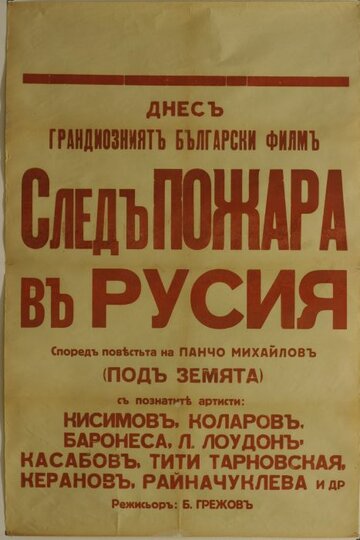 ДНЕСЪ
ГРАНДИОЗНИЯТЪ БЪЛГАРСКИ ФИЛМЪ
СЛЕДЪ ПОЖАРА
ВЪ РУСИЯ
Споредъ повѣстьта на ПАНЧО МИХАЙЛОВЪ
(ПОДЪ ЗЕМЯТА)
съ познатитѣ артисти:
КИСИМОВЪ, КОЛАРОВЪ,
БАРОНЕСА, Л. ЛОУДОНЪ,
КАСАБОВЪ, ТИТИ ТАРНОВСКАЯ,
КЕРАНОВЪ, РАЙНАЧУКЛЕВА и др
Режисьоръ: Б. ГРЕЖОВЪ